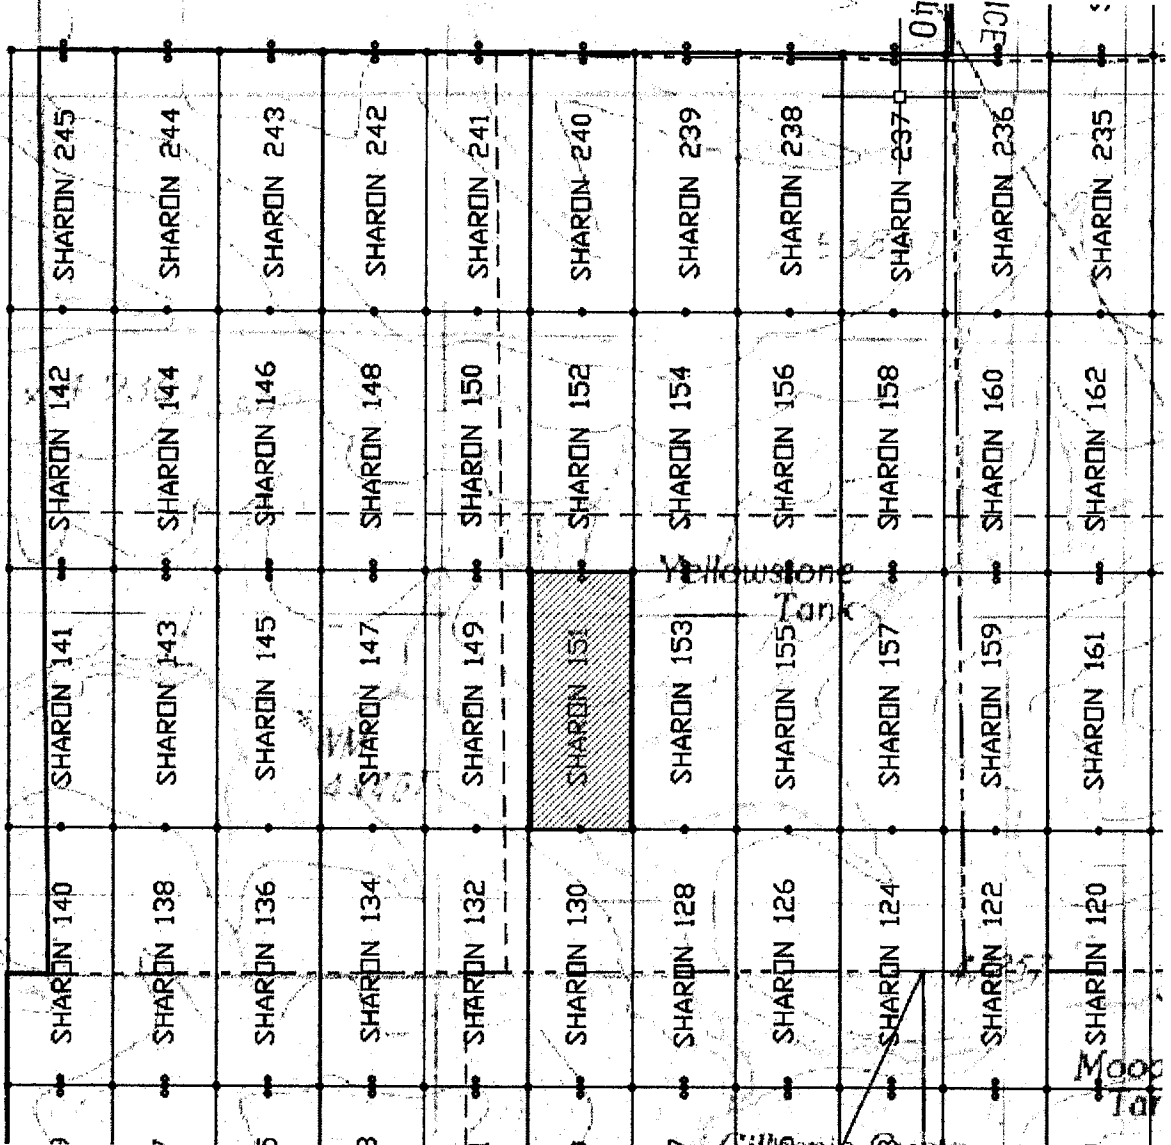 SHARON 245
SHARON 244
SHARON 243
SHARON 242
SHARON 241
SHARON 240
SHARON 239
SHARON 238
SHARON 237
SHARON 236
SHARON 235
SHARON 142
SHARON 144
SHARON 146
SHARON 148
SHARON 150
SHARON 152
SHARON 154
SHARON 156
SHARON 158
SHARON 160
SHARON 162
Yellowstone
Tank
SHARON 141
SHARON 143
SHARON 145
SHARON 147
SHARON 149
SHARON 151
SHARON 153
SHARON 155
SHARON 157
SHARON 159
SHARON 161
SHARON 140
SHARON 138
SHARON 136
SHARON 134
SHARON 132
SHARON 130
SHARON 128
SHARON 126
SHARON 124
SHARON 122
SHARON 120